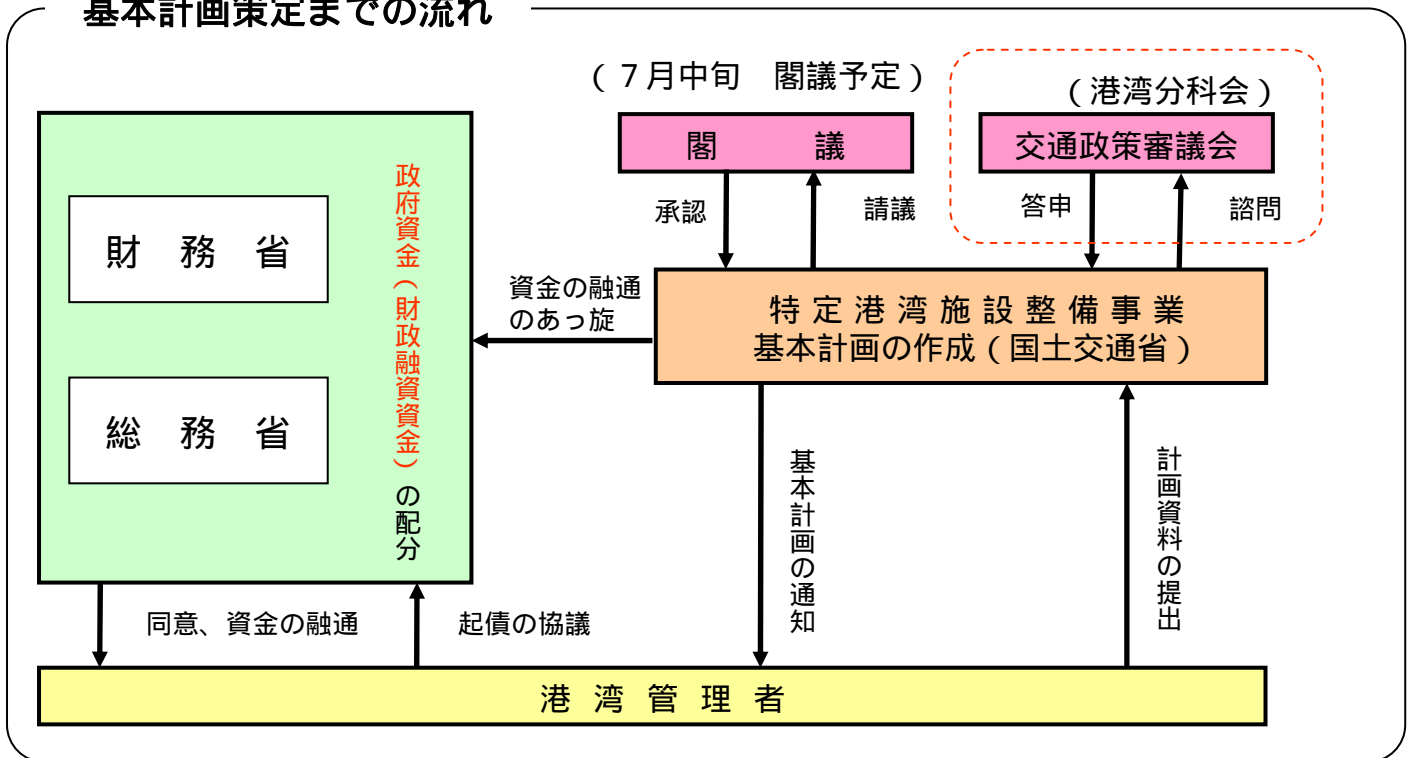 基本計画策定までの流れ
（７月中旬　閣議予定）
（港湾分科会）
閣　　議
交通政策審議会
承認
請議
答申
諮問
財　務　省
総　務　省
政府資金（財政融資資金）の配分
資金の融通
のあっ旋
特定港湾施設整備事業
基本計画の作成（国土交通省）
基本計画の通知
計画資料の提出
同意、資金の融通
起債の協議
港湾管理者